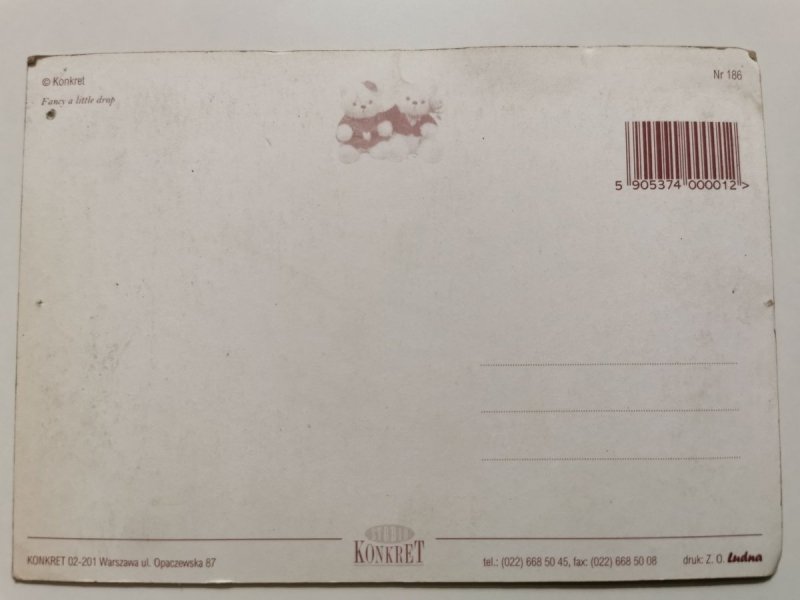 © Konkret
Nr 186
Fancy a little drop
5 905374 000012 >
STUDIO
KONKRET
KONKRET 02-201 Warszawa ul. Opaczewska 87
tel.: (022) 668 50 45, fax: (022) 668 50 08
druk: Z. O. Ludna